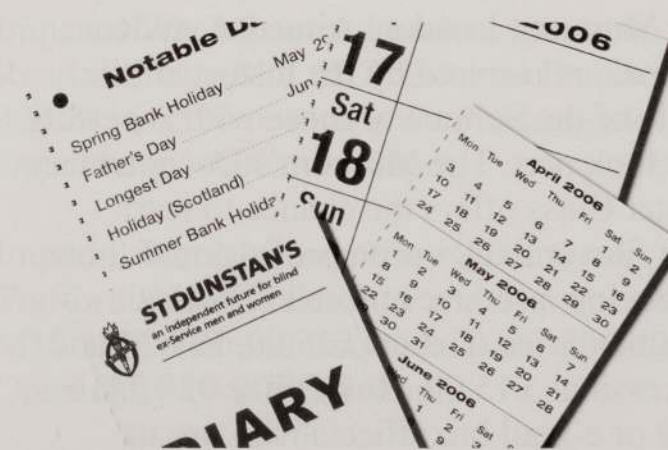 Notable D
Spring Bank Holiday May 29
Father's Day Jun
Longest Day
Holiday (Scotland)
Summer Bank Holida
ST DUNSTAN'S
an independent future for blind
ex-Service men and women
DIARY
17
Sat
18
Sun
2006
April 2006
Mon Tue Wed Thu Fri Sat Sun
1 2
3 4 5 6 7 8 9
10 11 12 13 14 15 16
17 18 19 20 21 22 23
24 25 26 27 28 29 30
May 2006
Mon Tue Wed Thu Fri Sat Sun
1 2 3 4 5 6 7
8 9 10 11 12 13 14
15 16 17 18 19 20 21
22 23 24 25 26 27 28
29 30 31
June 2006
Wed Thu Fri Sat
1 2 3
9